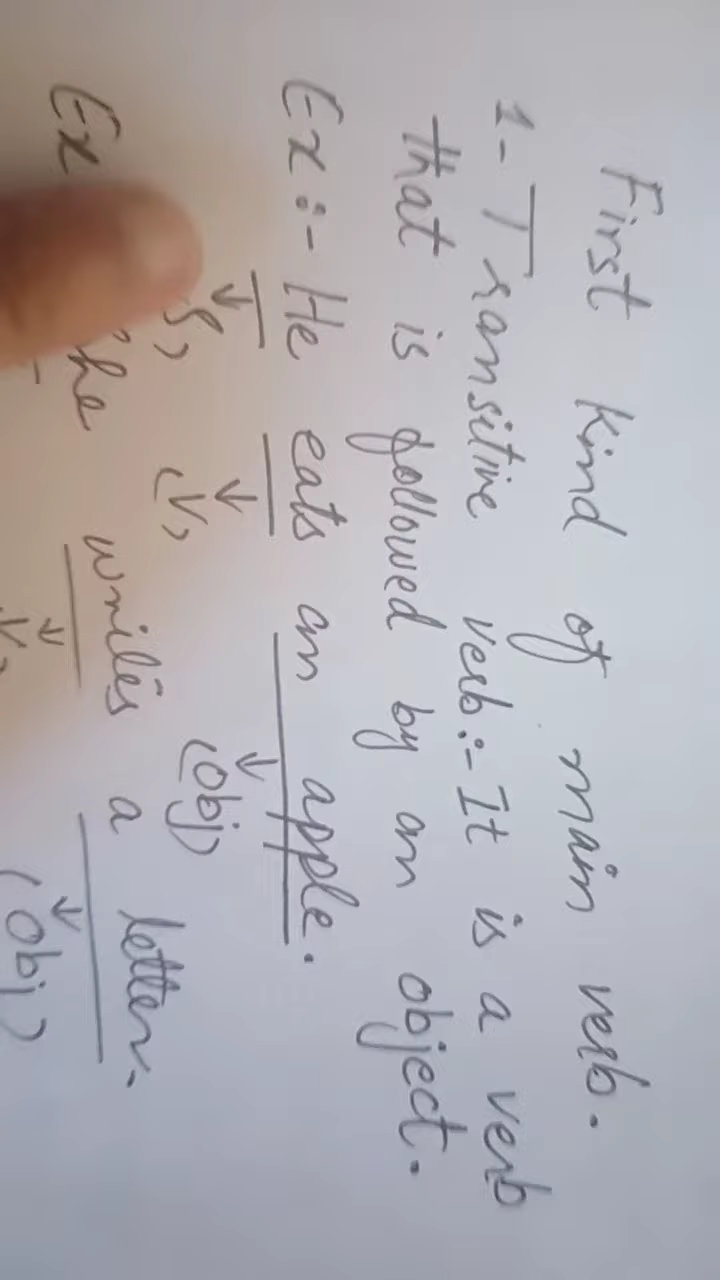 First kind of main verb.
1- Transitive verb:- It is a verb
that is followed by an object.
Ex:- He eats an apple.
(V) (Obj)
Ex writes a letter.
(Obj)